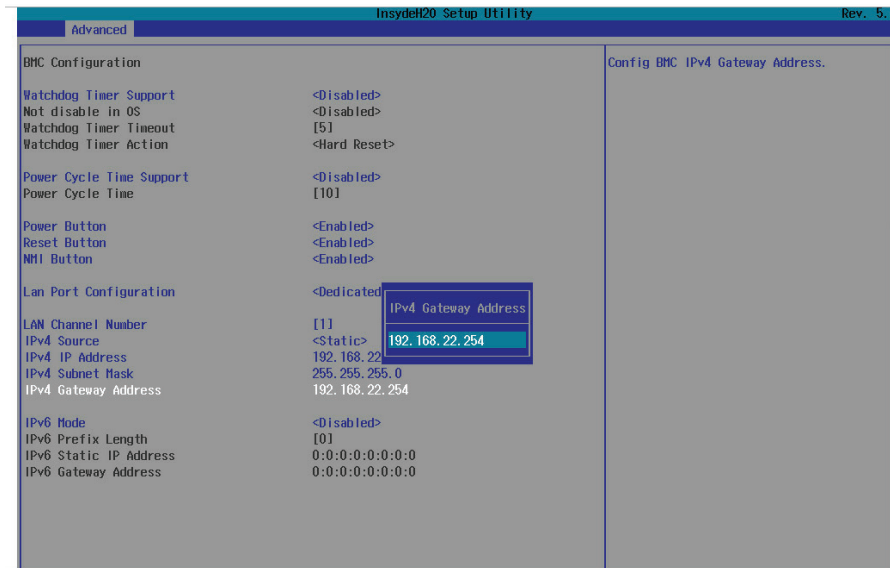 InsydeH20 Setup Utility Rev. 5.
Advanced
BMC Configuration
Config BMC IPv4 Gateway Address.
Watchdog Timer Support <Disabled>
Not disable in OS <Disabled>
Watchdog Timer Timeout [5]
Watchdog Timer Action <Hard Reset>
Power Cycle Time Support <Disabled>
Power Cycle Time [10]
Power Button <Enabled>
Reset Button <Enabled>
NMI Button <Enabled>
Lan Port Configuration <Dedicated
IPv4 Gateway Address
192.168.22.254
LAN Channel Number [1]
IPv4 Source <Static>
IPv4 IP Address 192.168.22
IPv4 Subnet Mask 255.255.255.0
IPv4 Gateway Address 192.168.22.254
IPv6 Mode <Disabled>
IPv6 Prefix Length [0]
IPv6 Static IP Address 0:0:0:0:0:0:0:0
IPv6 Gateway Address 0:0:0:0:0:0:0:0